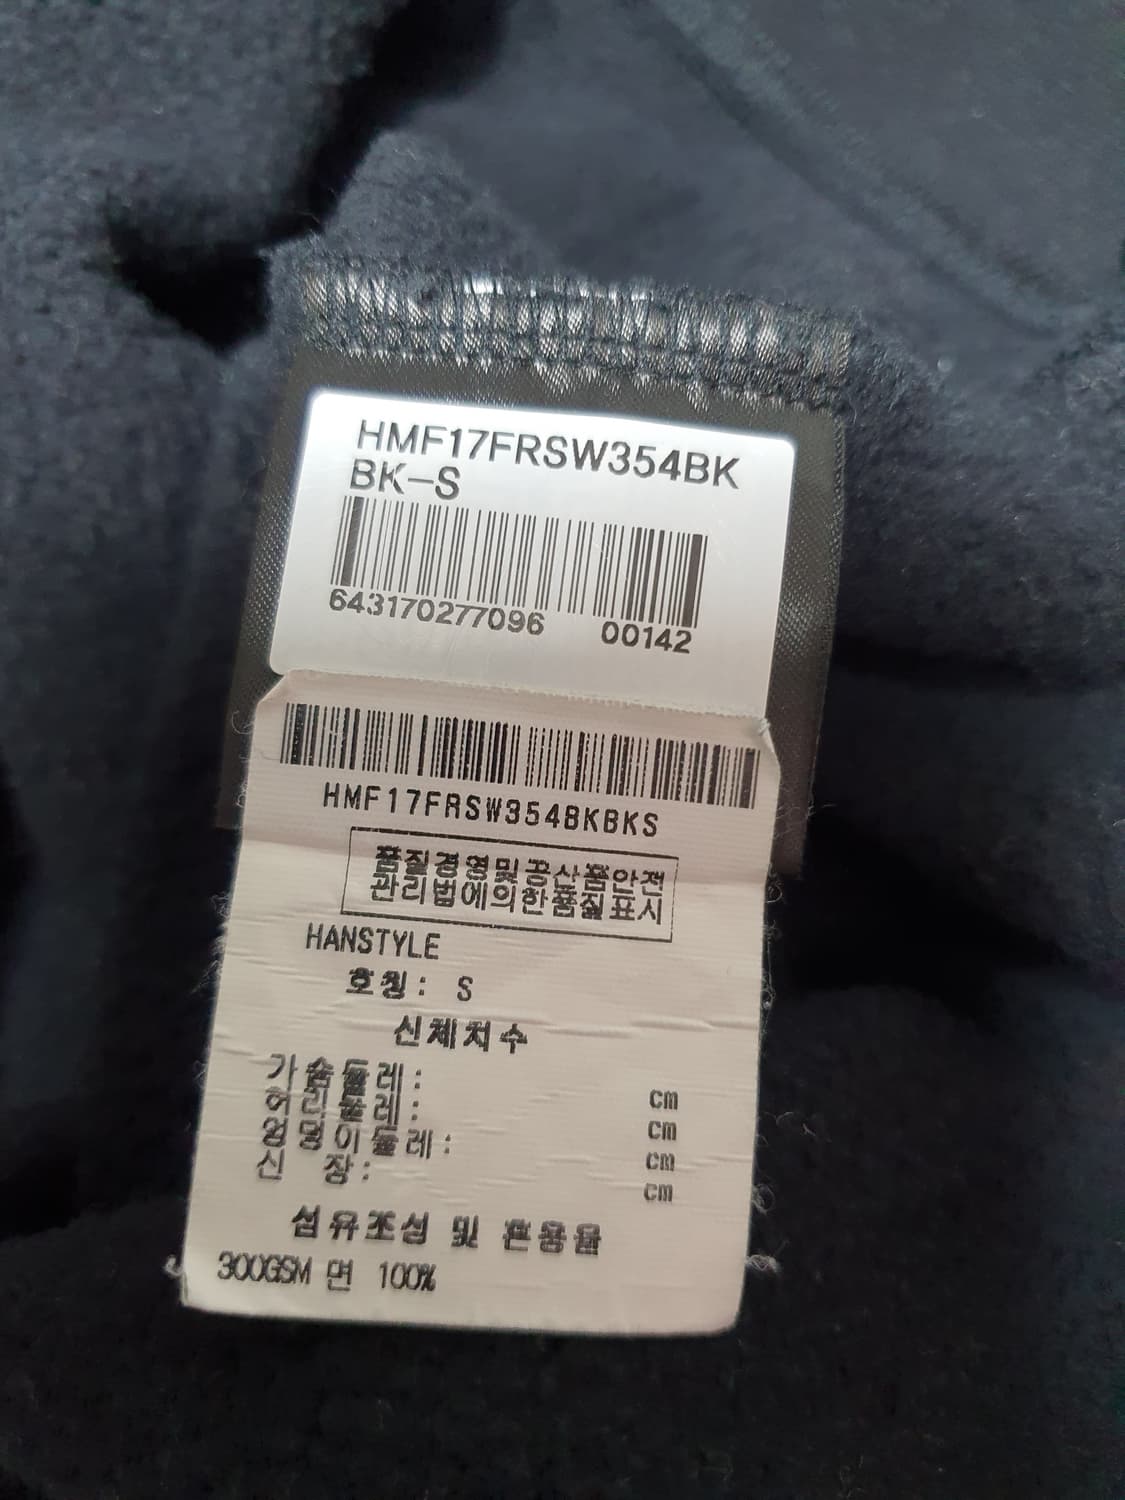 HMF17FRSW354BK
BK-S
643170277096 00142
HMF17FRSW354BKBKS
품질경영및공산품안전
관리법에의한품질표시
HANSTYLE
호칭: S
신체치수
가슴둘레: cm
허리둘레: cm
엉덩이둘레: cm
신 장: cm
섬유조성 및 혼용율
300GSM 면 100%